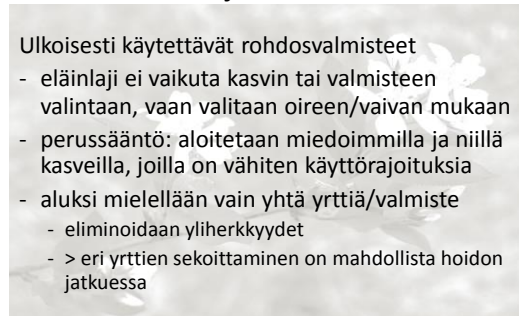 Ulkoisesti käytettävät rohdosvalmisteet
- eläinlaji ei vaikuta kasvin tai valmisteen
valintaan, vaan valitaan oireen/vaivan mukaan
- perussääntö: aloitetaan miedoimmilla ja niillä
kasveilla, joilla on vähiten käyttörajoituksia
- aluksi mielellään vain yhtä yrttiä/valmiste
- eliminoidaan yliherkkyydet
- > eri yrttien sekoittaminen on mahdollista hoidon
jatkuessa